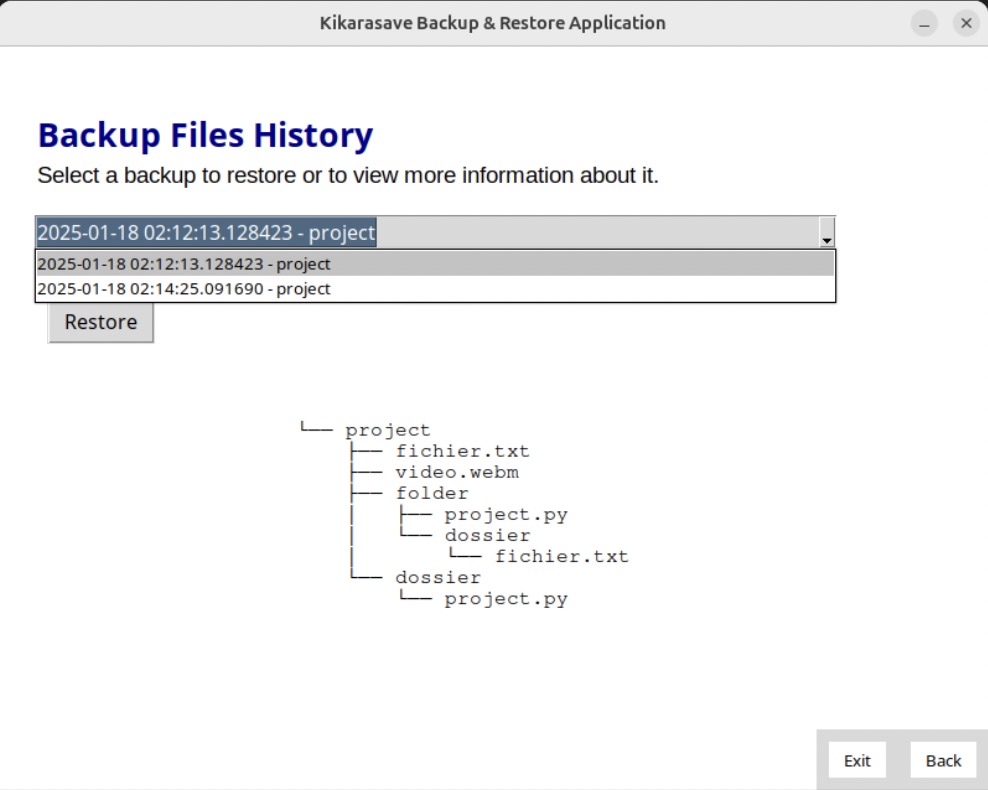 Kikarasave Backup & Restore Application
Backup Files History
Select a backup to restore or to view more information about it.
2025-01-18 02:12:13.128423 - project
2025-01-18 02:12:13.128423 - project
2025-01-18 02:14:25.091690 - project
Restore
└── project
    ├── fichier.txt
    ├── video.webm
    ├── folder
    │   ├── project.py
    │   └── dossier
    │       └── fichier.txt
    └── dossier
        └── project.py
Exit
Back